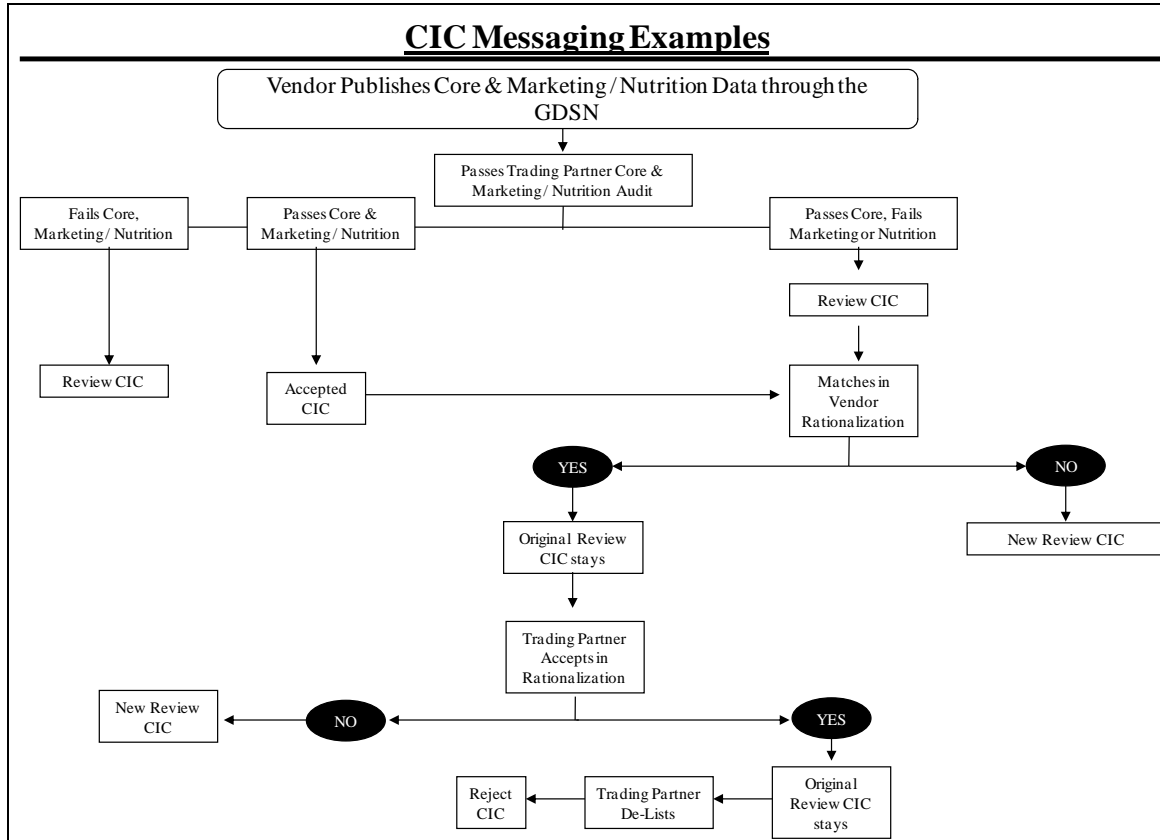 CIC Messaging Examples
Vendor Publishes Core & Marketing / Nutrition Data through the
GDSN
Passes Trading Partner Core &
Marketing / Nutrition Audit
Fails Core,
Marketing / Nutrition
Passes Core &
Marketing / Nutrition
Passes Core, Fails
Marketing or Nutrition
Review CIC
Review CIC
Accepted
CIC
Matches in
Vendor
Rationalization
YES
NO
Original Review
CIC stays
New Review CIC
Trading Partner
Accepts in
Rationalization
New Review
CIC
NO
YES
Reject
CIC
Trading Partner
De-Lists
Original
Review CIC
stays